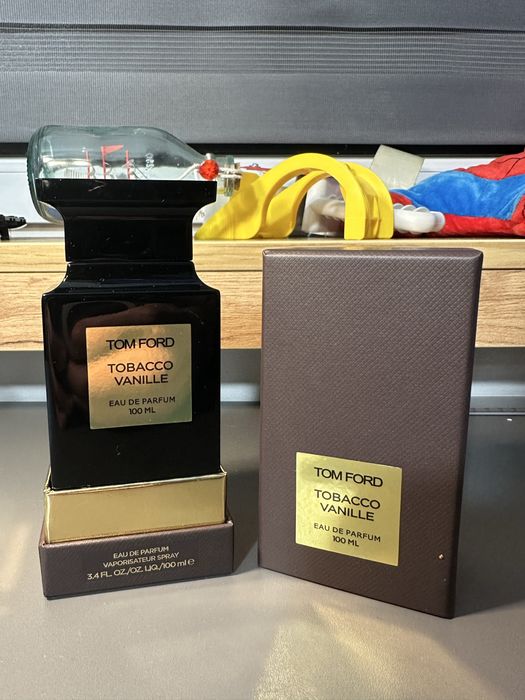 TOM FORD
TOBACCO
VANILLE
EAU DE PARFUM
100 ML
EAU DE PARFUM
VAPORISATEUR SPRAY
3.4 FL. OZ./OZ. LIQ./100 ml ℮
TOM FORD
TOBACCO
VANILLE
EAU DE PARFUM
100 ML